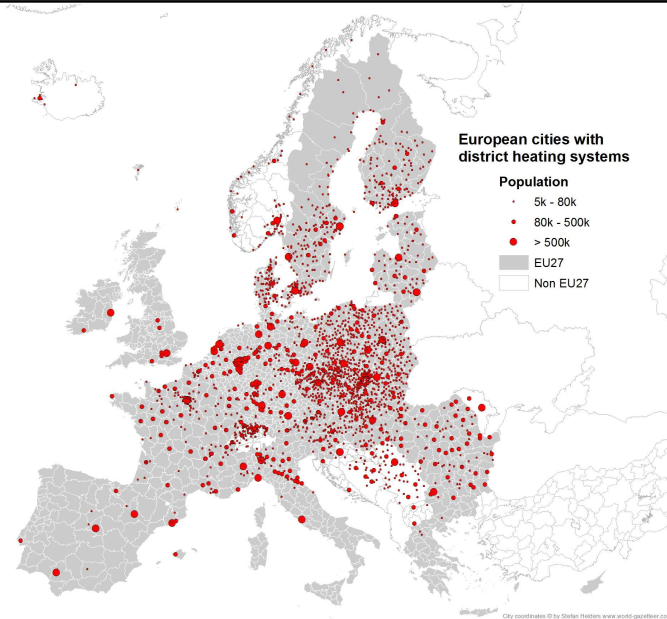 European cities with
district heating systems
Population
5k - 80k
80k - 500k
> 500k
EU27
Non EU27
City coordinates © by Stefan Helders www.world-gazetteer.co